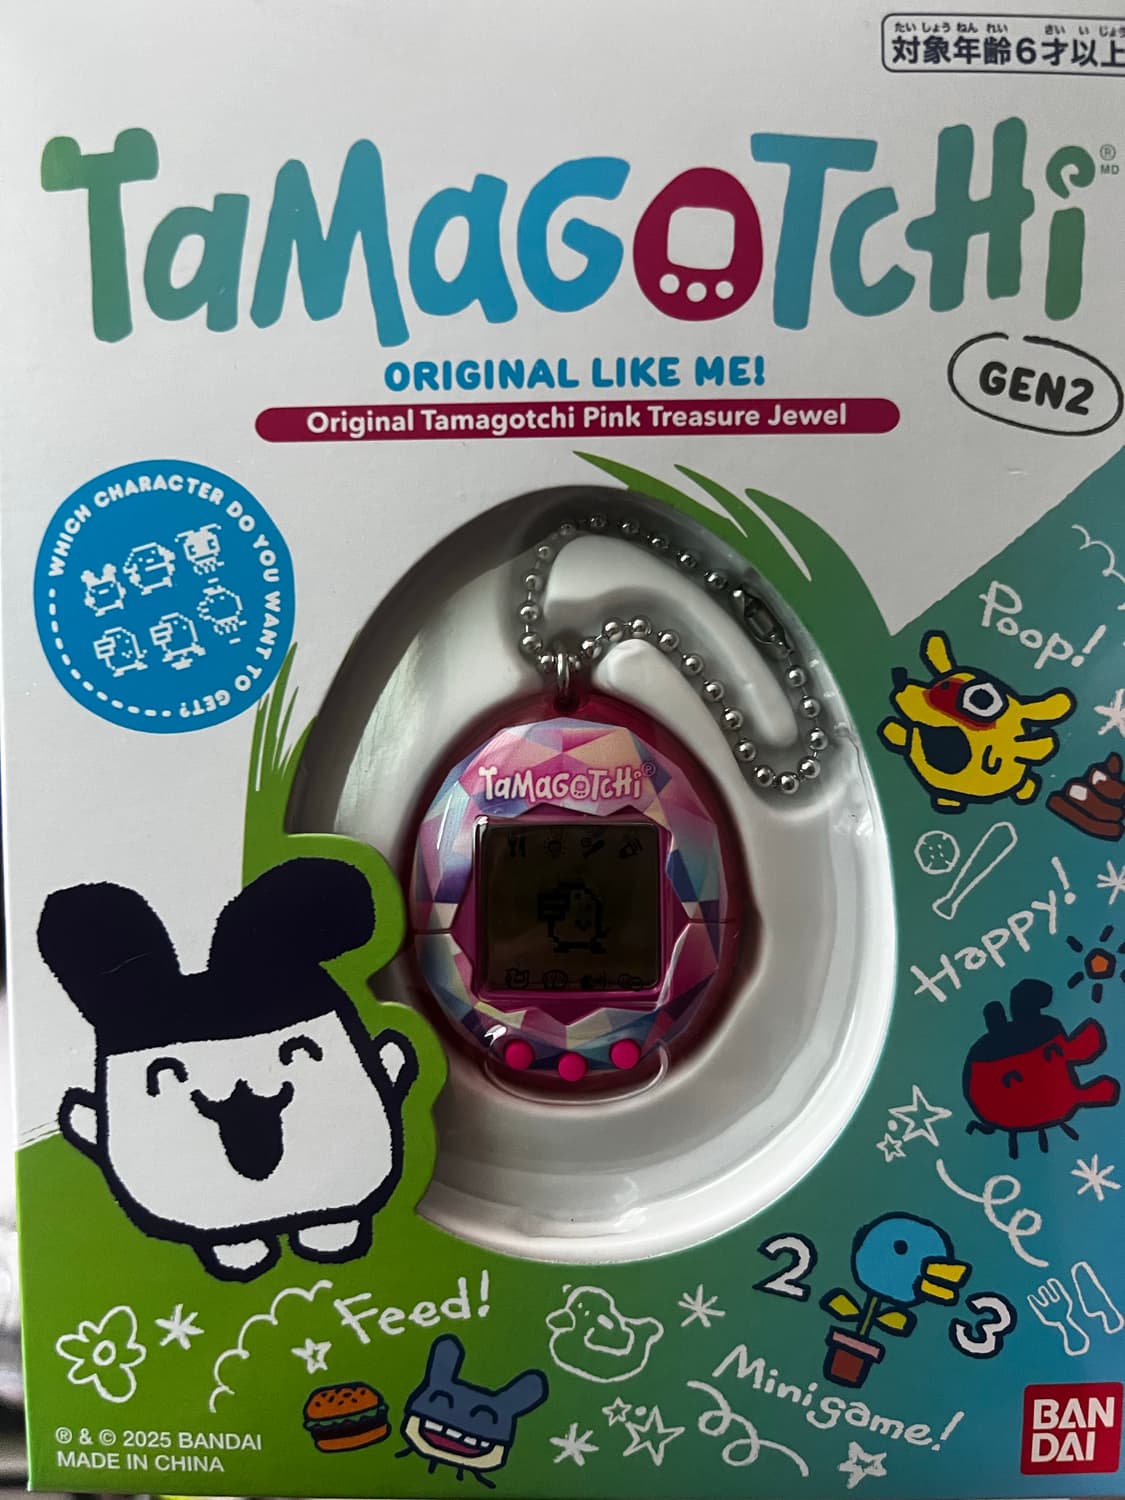 たいしょうねんれい さいいじょう
対象年齢6才以上
TaMaGOTcHi® MD
ORIGINAL LIKE ME!
GEN2
Original Tamagotchi Pink Treasure Jewel
WHICH CHARACTER DO YOU WANT TO GET?
Poop!
TaMaGOTcHi®
Happy!
2
3
Feed!
Minigame!
® & © 2025 BANDAI
MADE IN CHINA
BAN
DAI